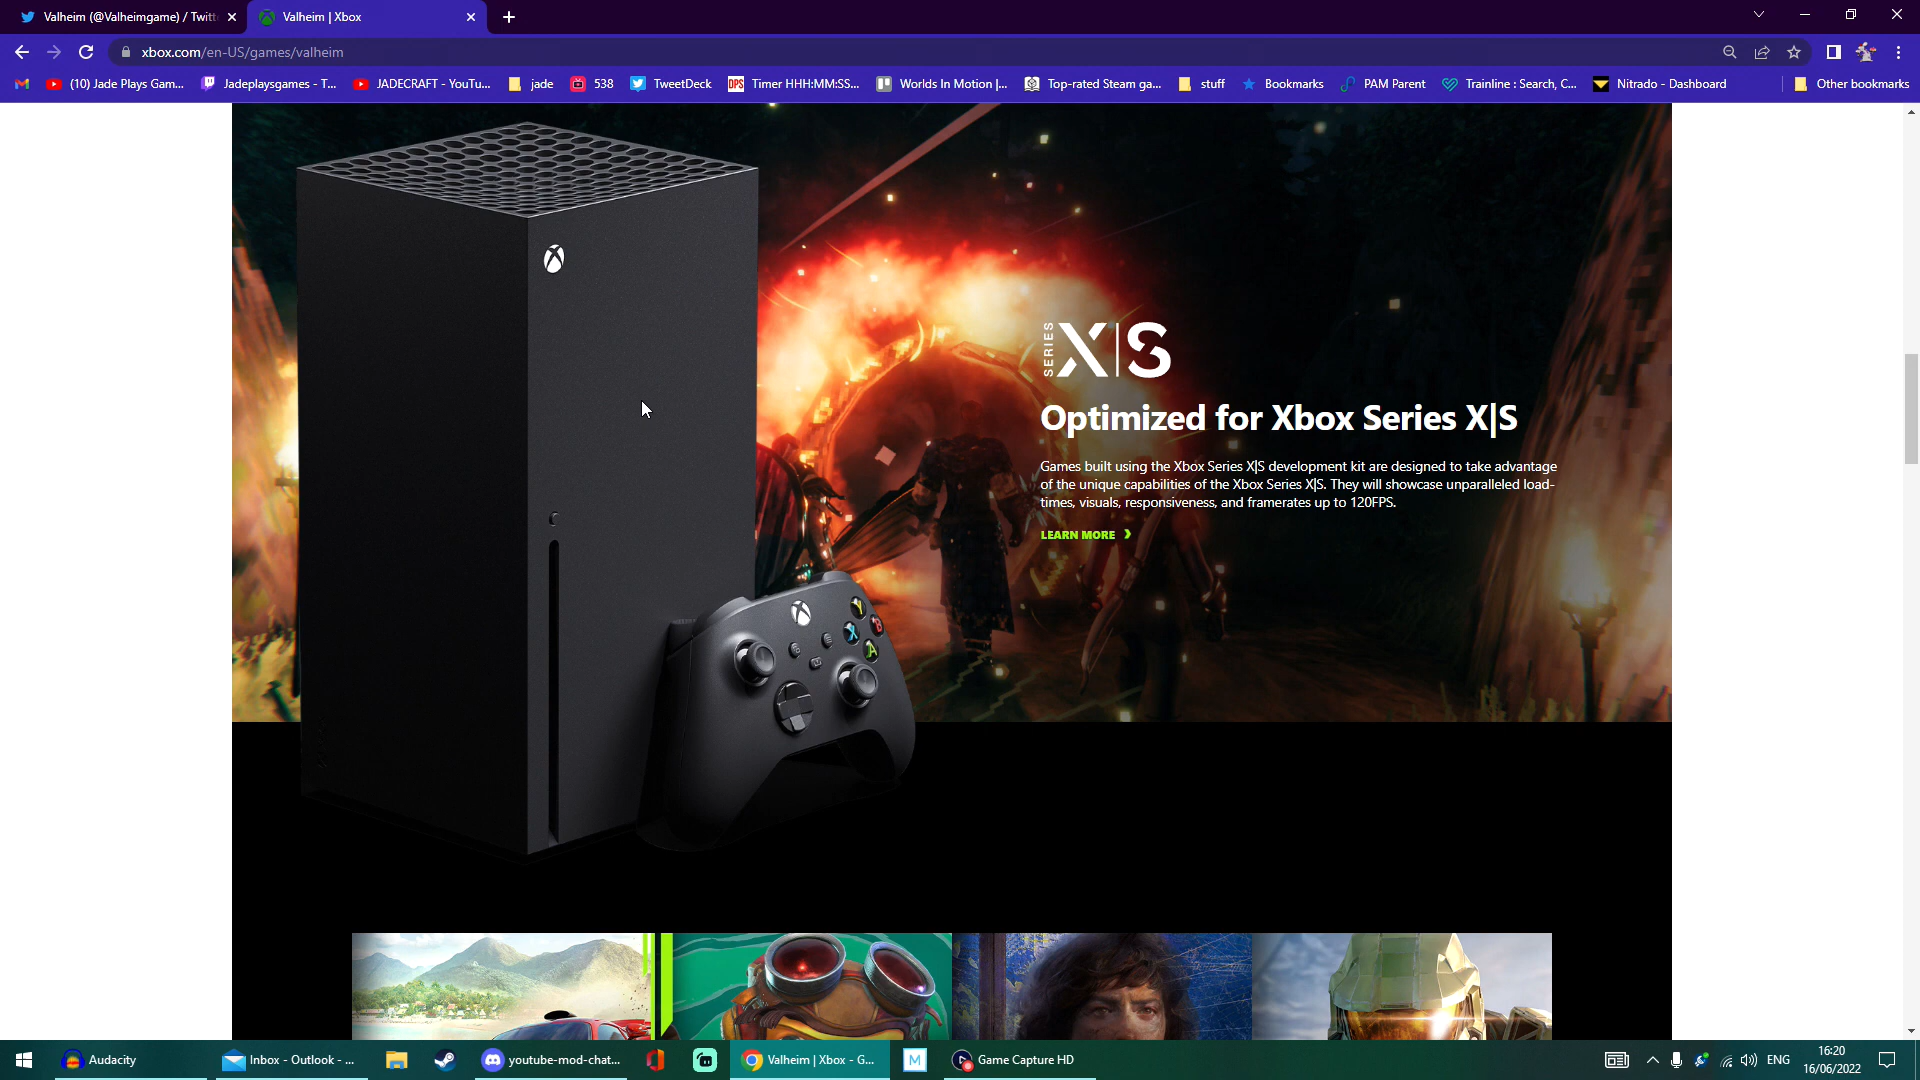 Valheim (@Valheimgame) / Twitt
Valheim | Xbox
xbox.com/en-US/games/valheim
(10) Jade Plays Gam...
Jadeplaysgames - T...
JADECRAFT - YouTu...
jade
538
TweetDeck
DPS
Timer HHH:MM:SS...
Worlds In Motion |...
Top-rated Steam ga...
stuff
Bookmarks
PAM Parent
Trainline : Search, C...
Nitrado - Dashboard
Other bookmarks
SERIES X|S
Optimized for Xbox Series X|S
Games built using the Xbox Series X|S development kit are designed to take advantage
of the unique capabilities of the Xbox Series X|S. They will showcase unparalleled load-
times, visuals, responsiveness, and framerates up to 120FPS.
LEARN MORE
Y
X
B
A
Audacity
Inbox - Outlook - ...
youtube-mod-chat...
Valheim | Xbox - G...
M
Game Capture HD
ENG
16:20
16/06/2022